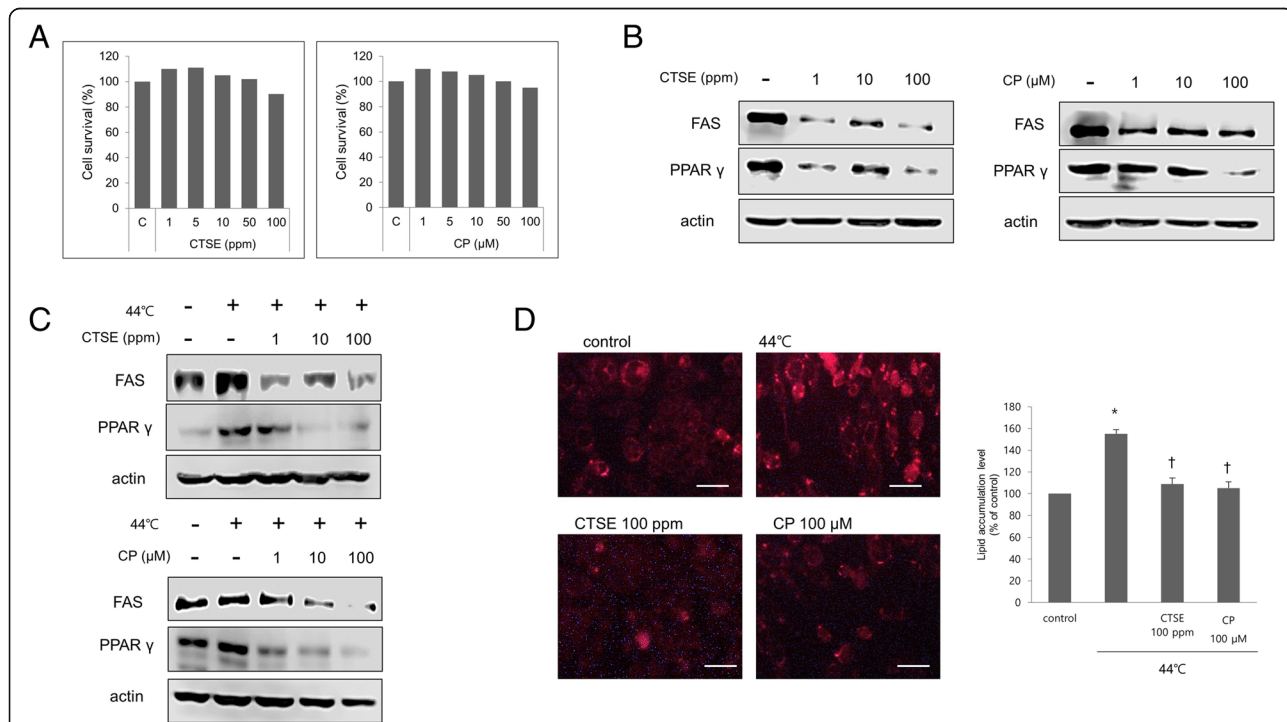 A
120
100
80
60
40
20
0
Cell survival (%)
C 1 5 10 50 100
CTSE (ppm)
120
100
80
60
40
20
0
Cell survival (%)
C 1 5 10 50 100
CP (μM)
B
CTSE (ppm) - 1 10 100
FAS
PPAR γ
actin
CP (μM) - 1 10 100
FAS
PPAR γ
actin
C
44℃ - + + + +
CTSE (ppm) - - 1 10 100
FAS
PPAR γ
actin
44℃ - + + + +
CP (μM) - - 1 10 100
FAS
PPAR γ
actin
D
control 44℃
CTSE 100 ppm CP 100 μM
Lipid accumulation level
(% of control)
180
160
140
120
100
80
60
40
20
0
* † †
control CTSE CP
100 ppm 100 μM
44℃